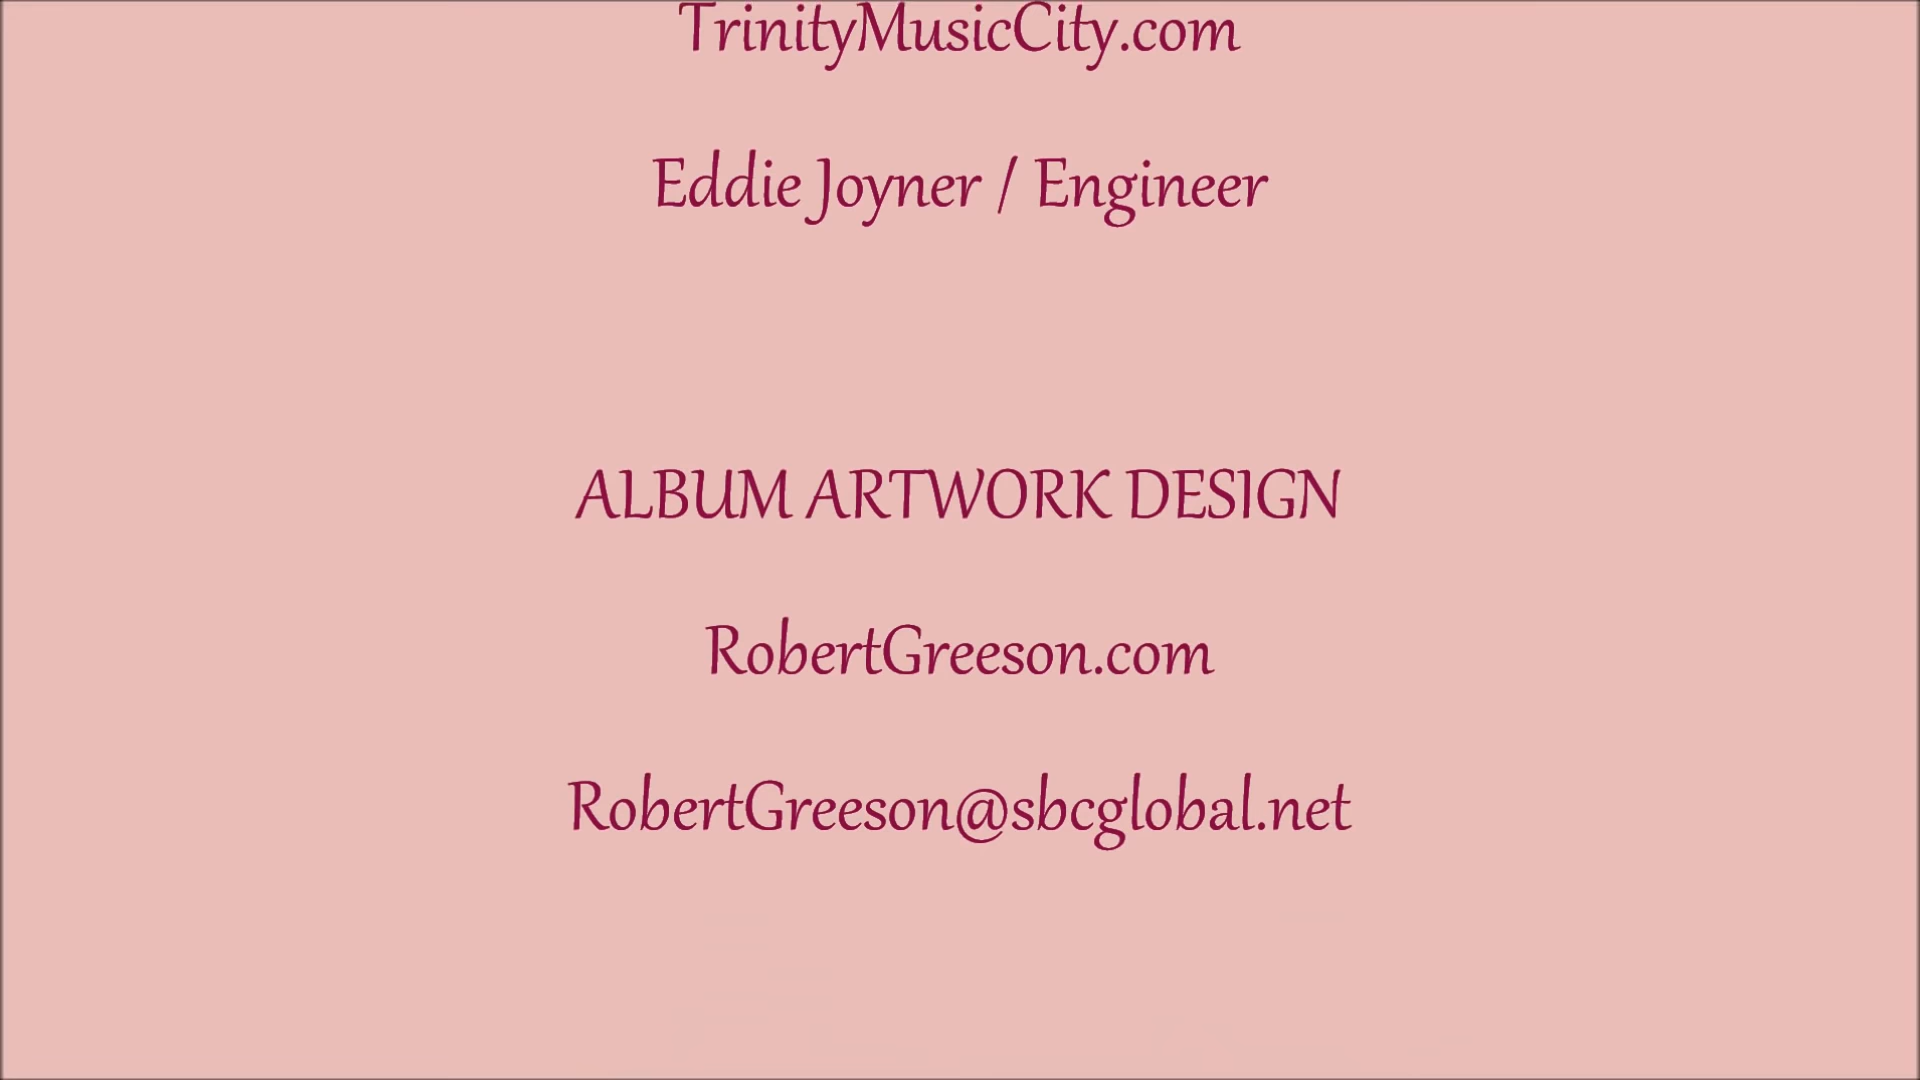 TrinityMusicCity.com
Eddie Joyner / Engineer
ALBUM ARTWORK DESIGN
RobertGreeson.com
RobertGreeson@sbcglobal.net